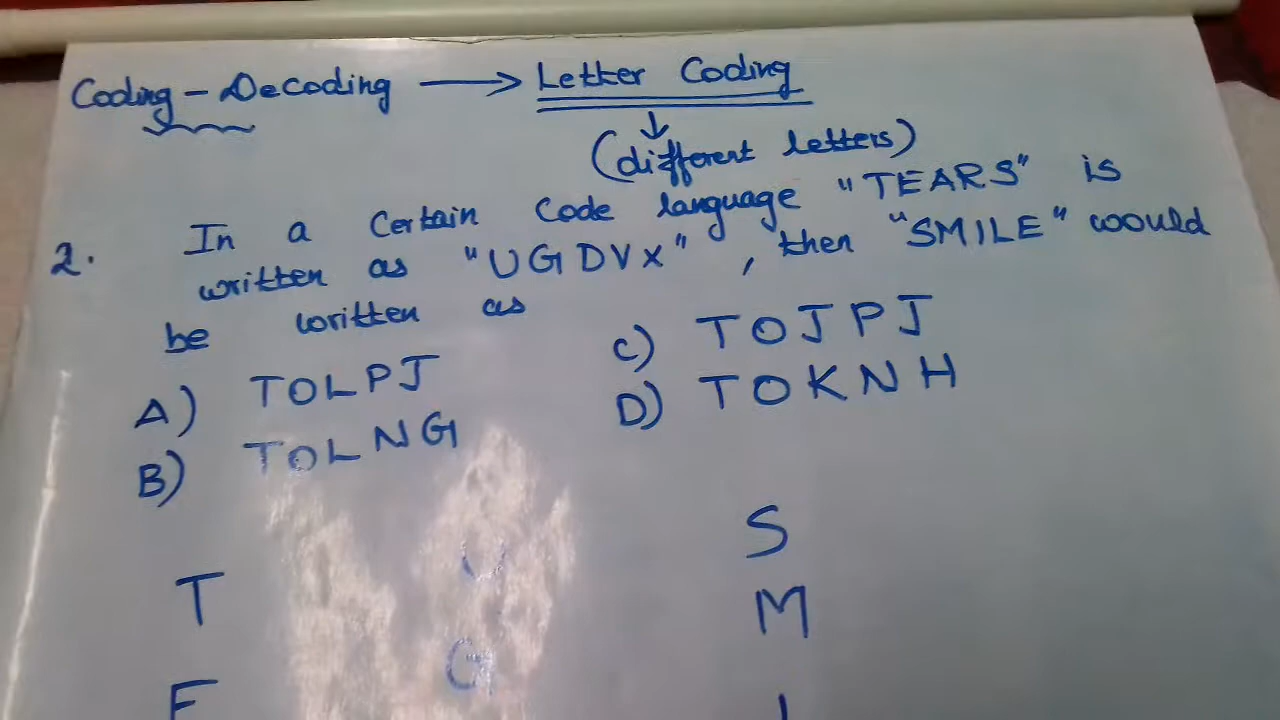 Coding - Decoding → Letter Coding
(different letters)
2. In a certain code language "TEARS" is
written as "UGDVX", then "SMILE" would
be written as
A) TOLPJ
C) TOJPJ
B) TOLNG
D) TOKNH
T U S
E G M
I